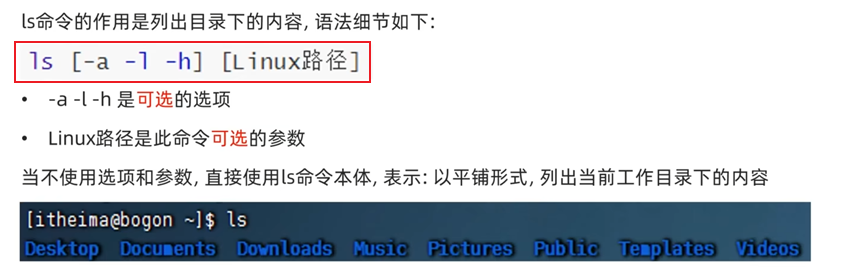 ls命令的作用是列出目录下的内容, 语法细节如下:
ls [-a -l -h] [Linux路径]
• -a -l -h 是可选的选项
• Linux路径是此命令可选的参数
当不使用选项和参数, 直接使用ls命令本体, 表示: 以平铺形式, 列出当前工作目录下的内容
[itheima@bogon ~]$ ls
Desktop Documents Downloads Music Pictures Public Templates Videos